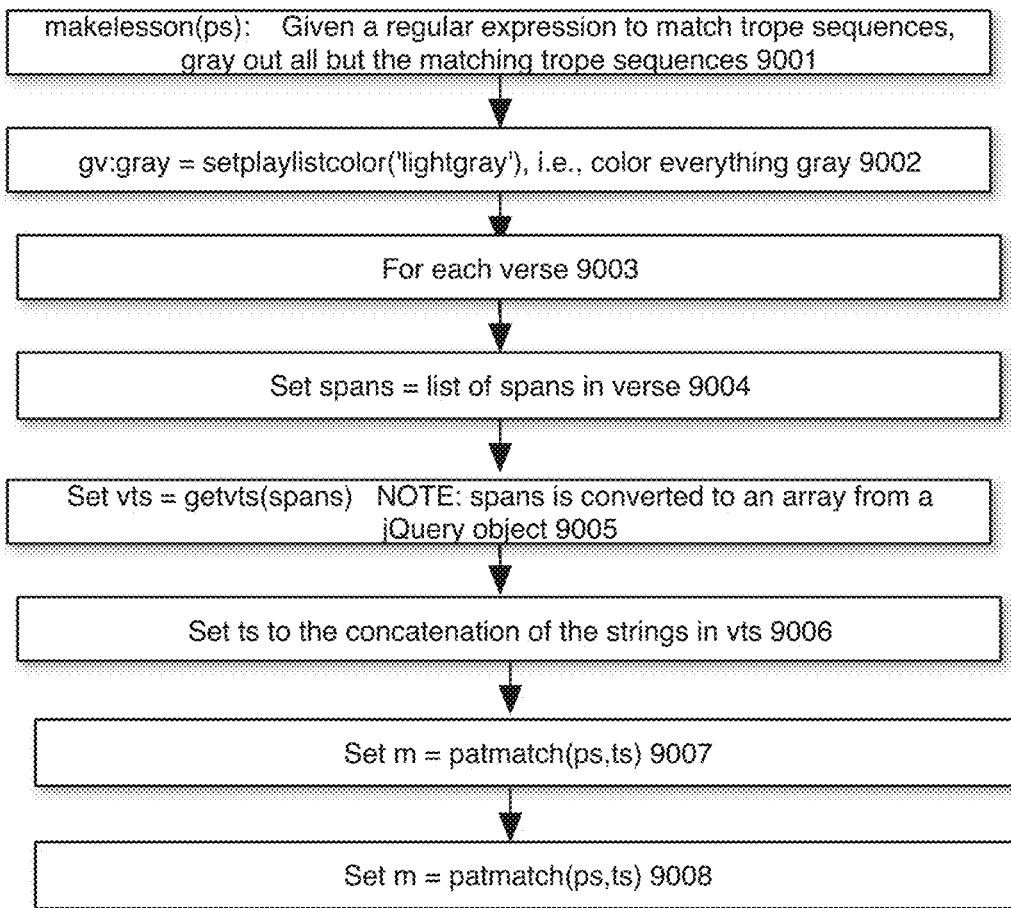 makelesson(ps): Given a regular expression to match trope sequences,
gray out all but the matching trope sequences 9001
gv:gray = setplaylistcolor('lightgray'), i.e., color everything gray 9002
For each verse 9003
Set spans = list of spans in verse 9004
Set vts = getvts(spans) NOTE: spans is converted to an array from a
jQuery object 9005
Set ts to the concatenation of the strings in vts 9006
Set m = patmatch(ps,ts) 9007
Set m = patmatch(ps,ts) 9008